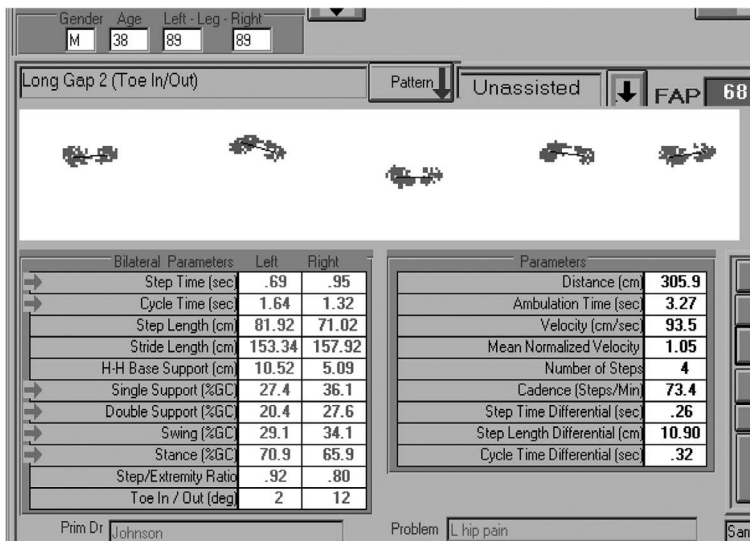 Gender Age Left - Leg - Right
M 38 89 89
Long Gap 2 (Toe In/Out) Pattern Unassisted FAP 68
Bilateral Parameters Left Right
Step Time (sec) .69 .95
Cycle Time (sec) 1.64 1.32
Step Length (cm) 81.92 71.02
Stride Length (cm) 153.34 157.92
H-H Base Support (cm) 10.52 5.09
Single Support (%GC) 27.4 36.1
Double Support (%GC) 20.4 27.6
Swing (%GC) 29.1 34.1
Stance (%GC) 70.9 65.9
Step/Extremity Ratio .92 .80
Toe In / Out (deg) 2 12
Parameters
Distance (cm) 305.9
Ambulation Time (sec) 3.27
Velocity (cm/sec) 93.5
Mean Normalized Velocity 1.05
Number of Steps 4
Cadence (Steps/Min) 73.4
Step Time Differential (sec) .26
Step Length Differential (cm) 10.90
Cycle Time Differential (sec) .32
Prim Dr Johnson Problem L hip pain